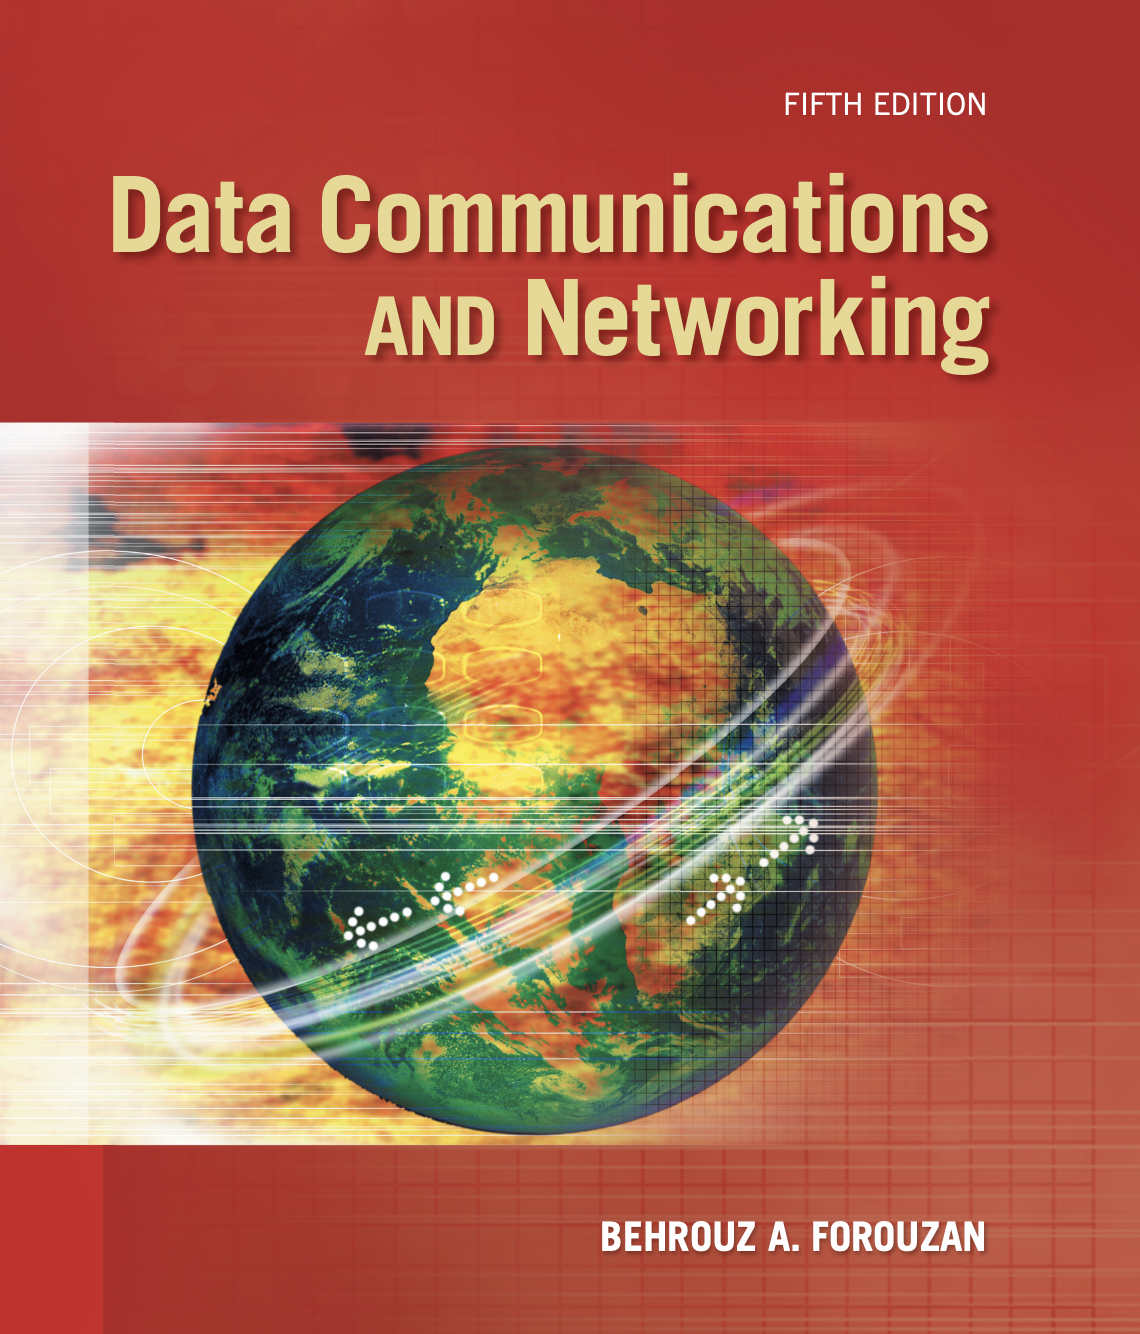 FIFTH EDITION
Data Communications
AND Networking
BEHROUZ A. FOROUZAN